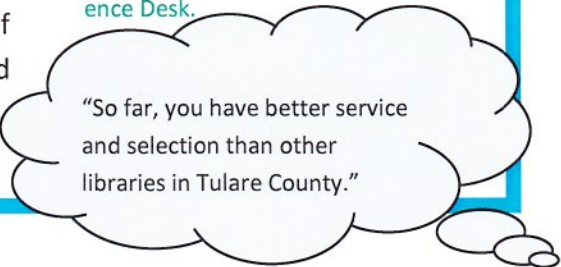 ence Desk.
f
d
“So far, you have better service
and selection than other
libraries in Tulare County.”